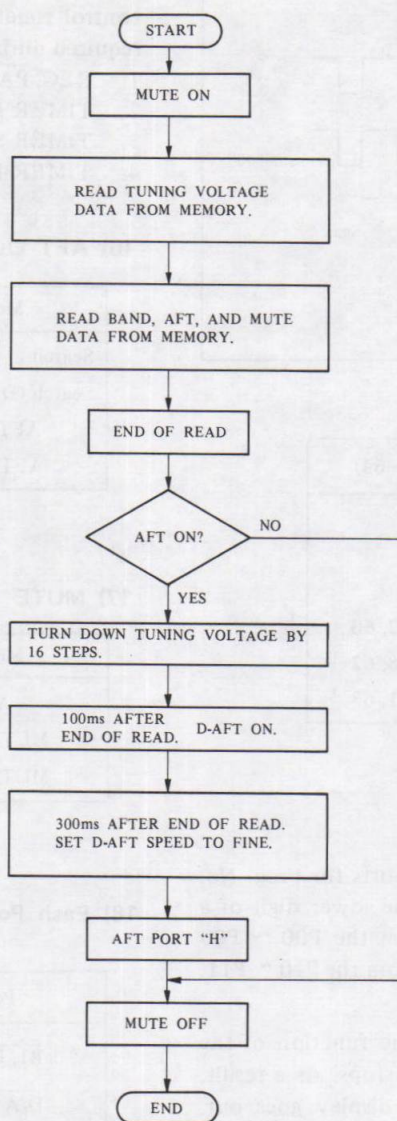 START
MUTE ON
READ TUNING VOLTAGE
DATA FROM MEMORY.
READ BAND, AFT, AND MUTE
DATA FROM MEMORY.
END OF READ
AFT ON?
NO
YES
TURN DOWN TUNING VOLTAGE BY
16 STEPS.
100ms AFTER
END OF READ. D-AFT ON.
300ms AFTER END OF READ.
SET D-AFT SPEED TO FINE.
AFT PORT "H"
MUTE OFF
END